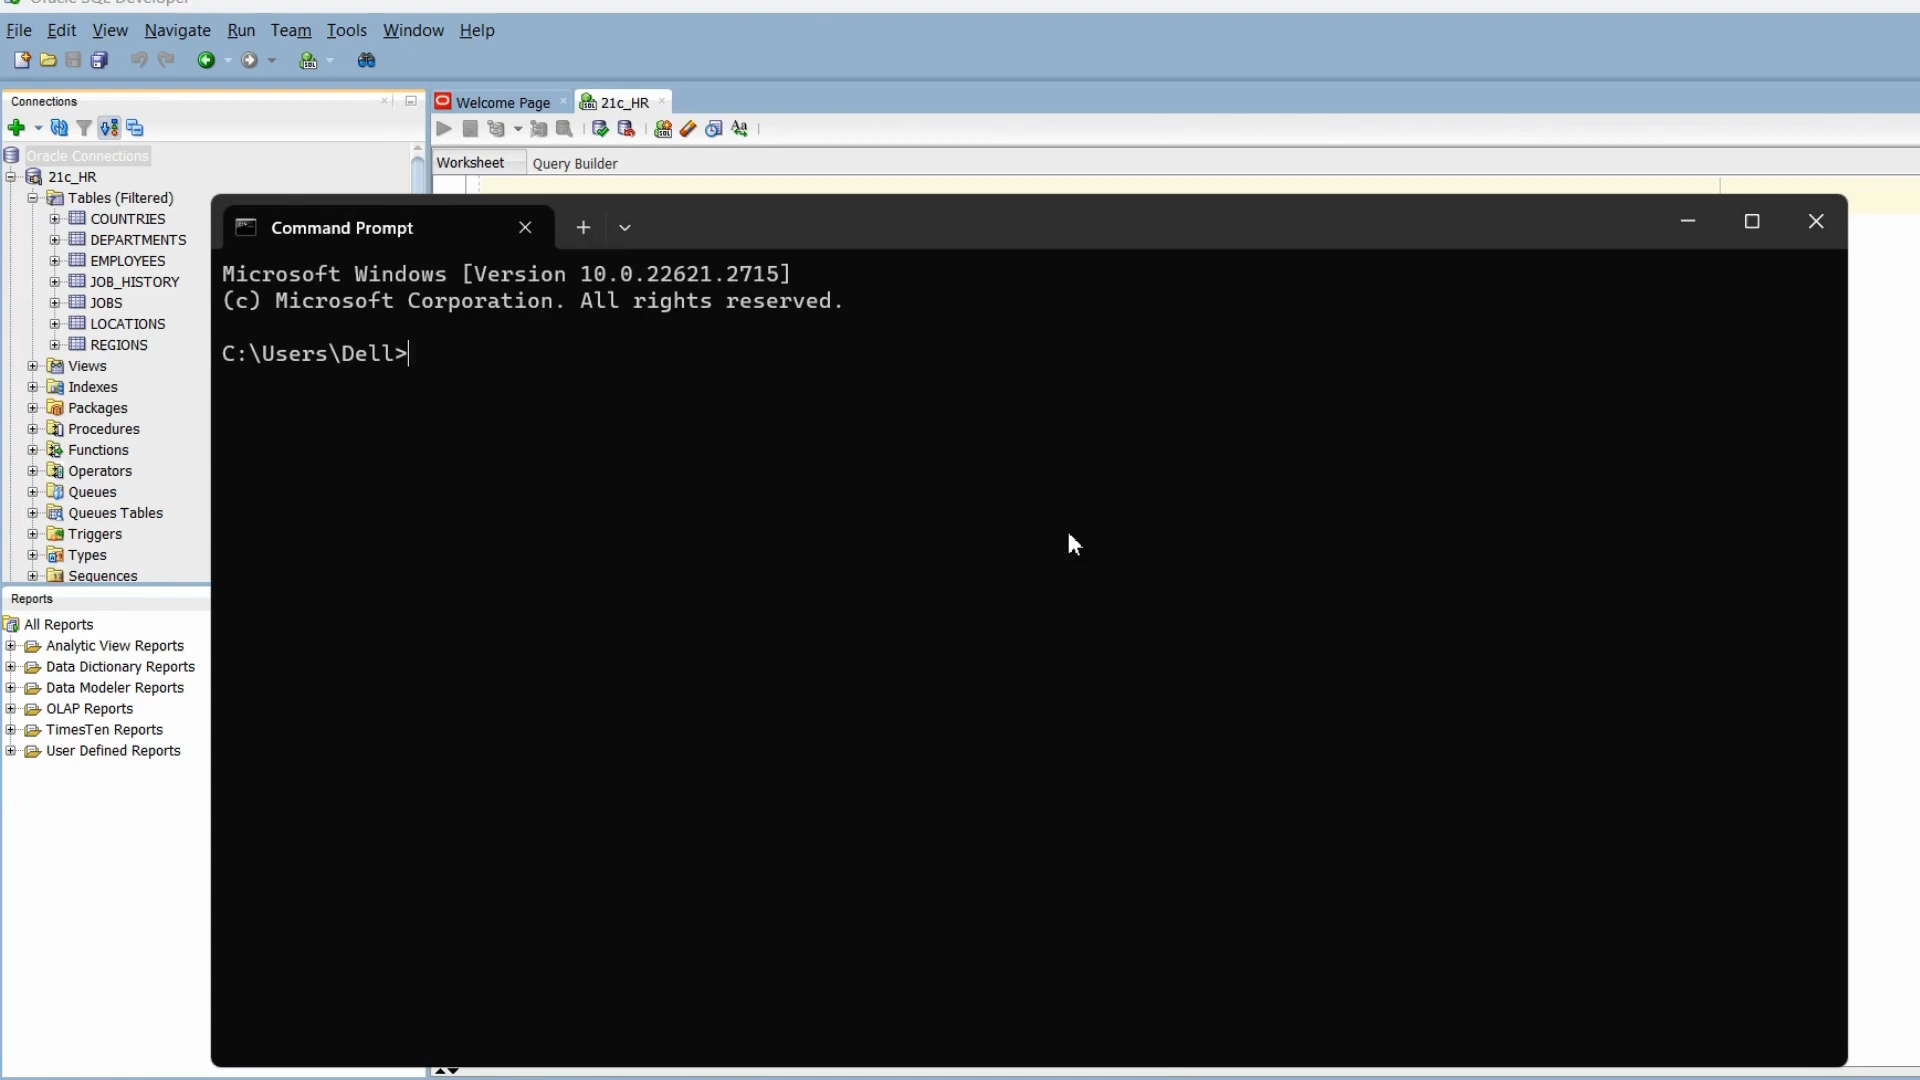 Oracle SQL Developer
File Edit View Navigate Run Team Tools Window Help
Connections
Oracle Connections
21c_HR
Tables (Filtered)
COUNTRIES
DEPARTMENTS
EMPLOYEES
JOB_HISTORY
JOBS
LOCATIONS
REGIONS
Views
Indexes
Packages
Procedures
Functions
Operators
Queues
Queues Tables
Triggers
Types
Sequences
Reports
All Reports
Analytic View Reports
Data Dictionary Reports
Data Modeler Reports
OLAP Reports
TimesTen Reports
User Defined Reports
Welcome Page 21c_HR
Worksheet Query Builder
Command Prompt
Microsoft Windows [Version 10.0.22621.2715]
(c) Microsoft Corporation. All rights reserved.
C:\Users\Dell>